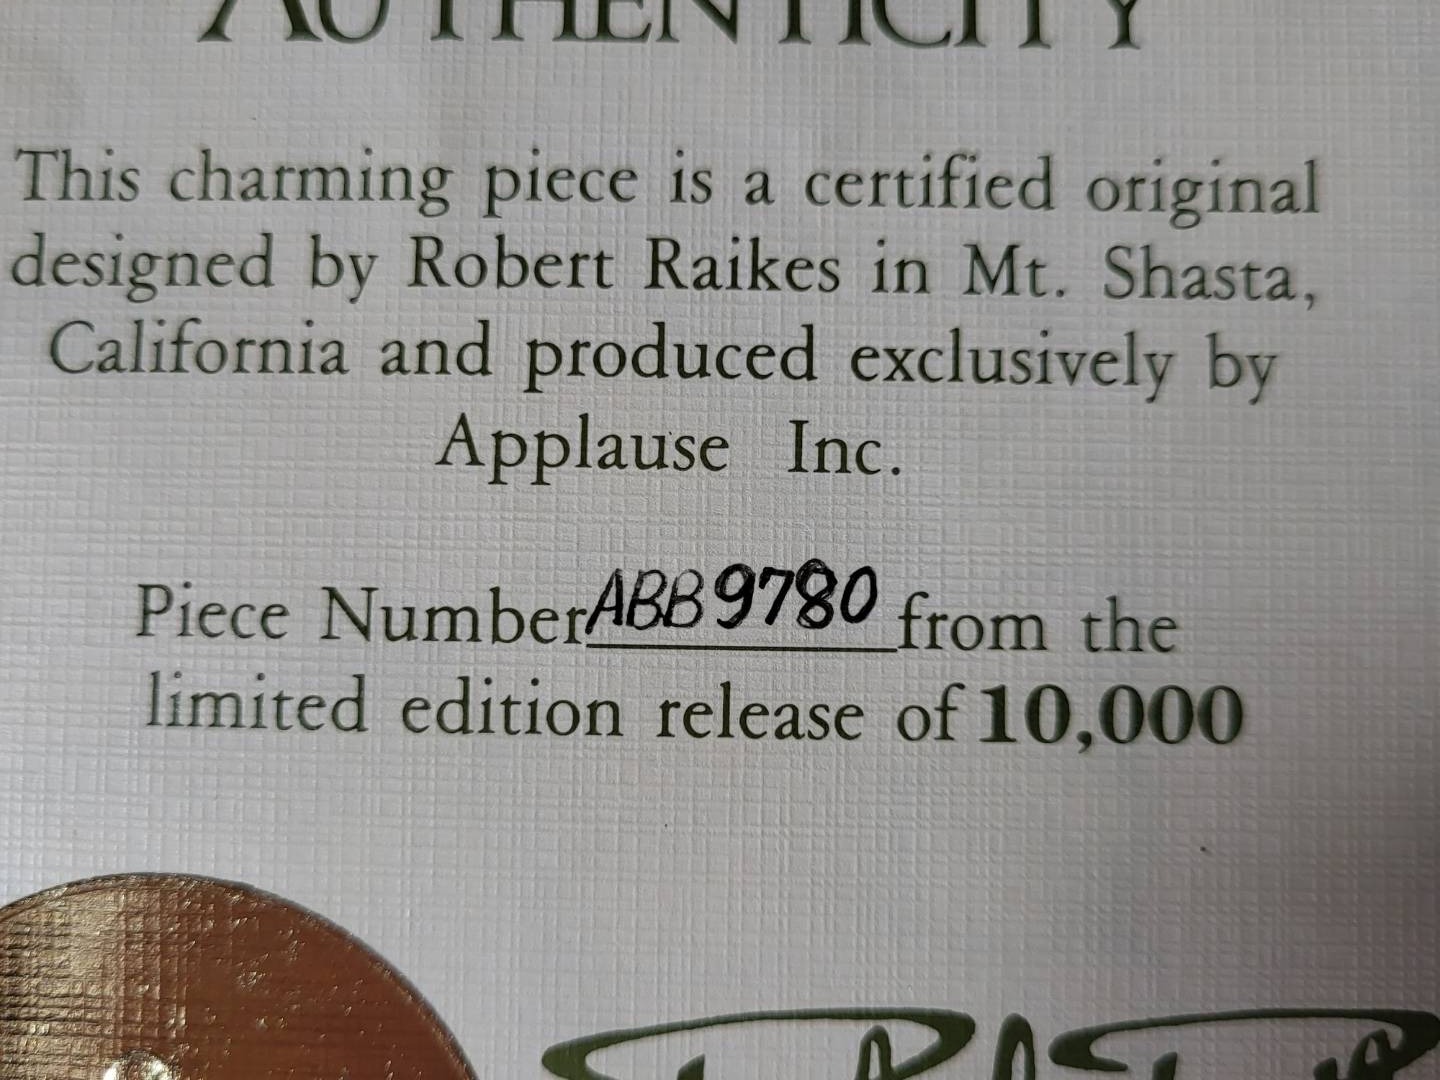 AUTHENTICITY
This charming piece is a certified original
designed by Robert Raikes in Mt. Shasta,
California and produced exclusively by
Applause Inc.
Piece Number ABB9780 from the
limited edition release of 10,000